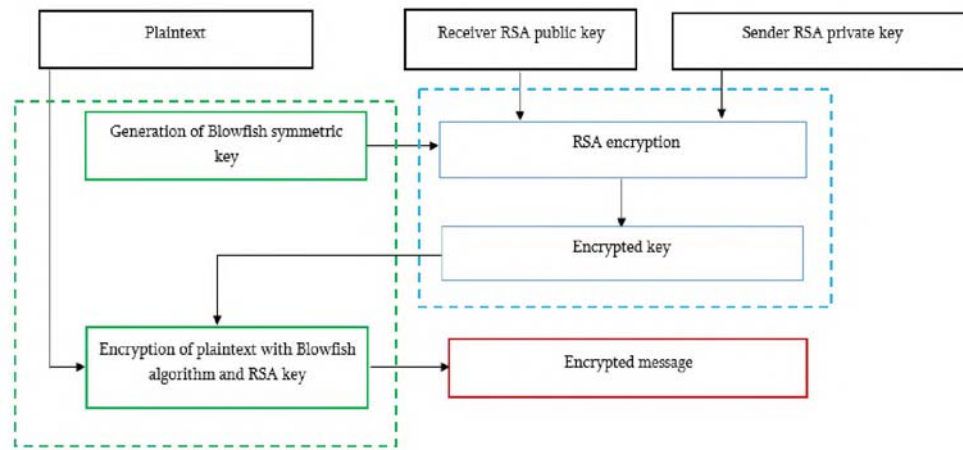 Plaintext
Receiver RSA public key
Sender RSA private key
Generation of Blowfish symmetric
key
RSA encryption
Encrypted key
Encryption of plaintext with Blowfish
algorithm and RSA key
Encrypted message